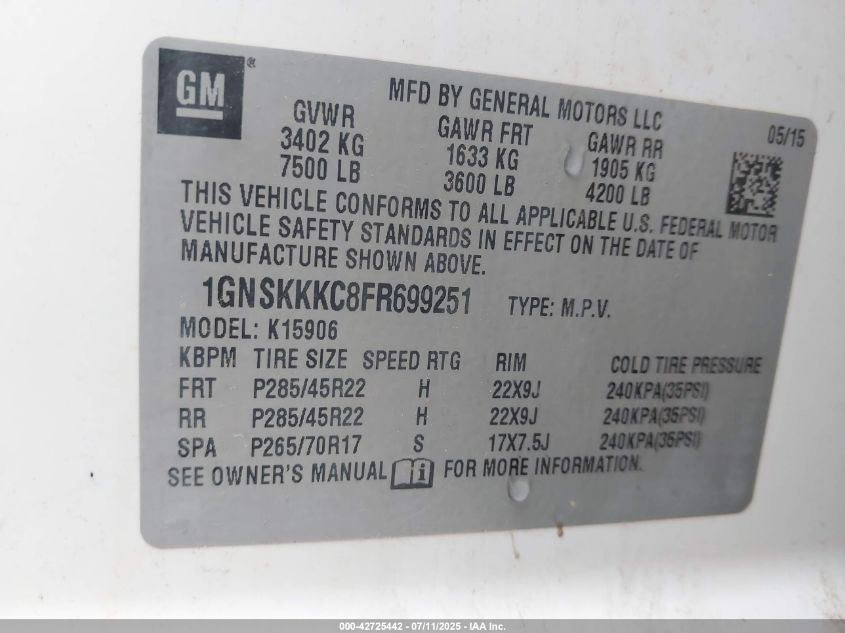 GM ®
MFD BY GENERAL MOTORS LLC
05/15
GVWR GAWR FRT GAWR RR
3402 KG 1633 KG 1905 KG
7500 LB 3600 LB 4200 LB
THIS VEHICLE CONFORMS TO ALL APPLICABLE U.S. FEDERAL MOTOR
VEHICLE SAFETY STANDARDS IN EFFECT ON THE DATE OF
MANUFACTURE SHOWN ABOVE.
1GNSKKKC8FR699251 TYPE: M.P.V.
MODEL: K15906
KBPM TIRE SIZE SPEED RTG RIM COLD TIRE PRESSURE
FRT P285/45R22 H 22X9J 240KPA(35PSI)
RR P285/45R22 H 22X9J 240KPA(35PSI)
SPA P265/70R17 S 17X7.5J 240KPA(35PSI)
SEE OWNER'S MANUAL i FOR MORE INFORMATION.
000-42725442 - 07/11/2025 - IAA Inc.